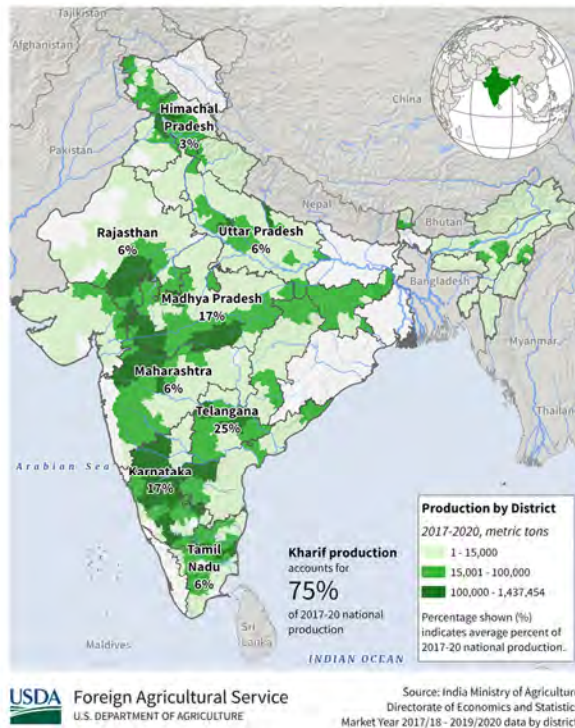 Tajikistan
Afghanistan
China
Himachal
Pradesh
3%
Pakistan
Nepal
Bhutan
Rajasthan
6%
Uttar Pradesh
6%
Bangladesh
Madhya Pradesh
17%
Myanmar
Maharashtra
6%
Telangana
25%
Thailan
Arabian Sea
Karnataka
17%
Tamil
Nadu
6%
Kharif production
accounts for
75%
of 2017-20 national
production
Production by District
2017-2020, metric tons
1 - 15,000
15,001 - 100,000
100,000 - 1,437,454
Percentage shown (%)
indicates average percent of
2017-20 national production.
Sri
Lanka
Maldives
INDIAN OCEAN
USDA
Foreign Agricultural Service
U.S. DEPARTMENT OF AGRICULTURE
Source: India Ministry of Agricultur
Directorate of Economics and Statistic
Market Year 2017/18 - 2019/2020 data by district